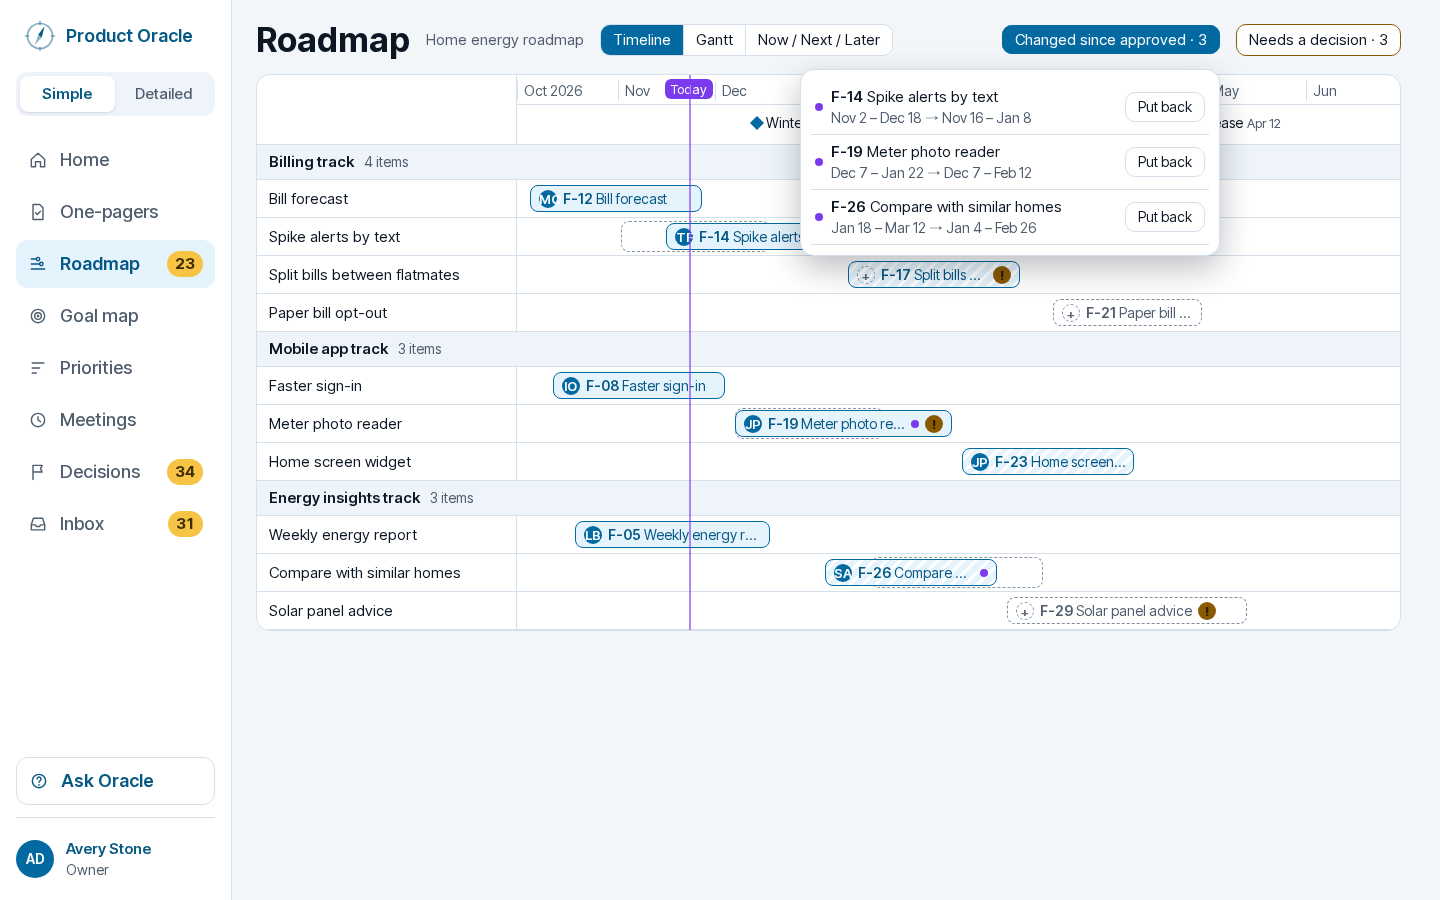 Product Oracle
Simple
Detailed
Home
One-pagers
Roadmap
23
Goal map
Priorities
Meetings
Decisions
34
Inbox
31
Ask Oracle
AD
Avery Stone
Owner
Roadmap
Home energy roadmap
Timeline
Gantt
Now / Next / Later
Changed since approved · 3
Needs a decision · 3
Oct 2026
Nov
Today
Dec
Jun
Apr 12
F-14 Spike alerts by text
Nov 2 – Dec 18 → Nov 16 – Jan 8
Put back
F-19 Meter photo reader
Dec 7 – Jan 22 → Dec 7 – Feb 12
Put back
F-26 Compare with similar homes
Jan 18 – Mar 12 → Jan 4 – Feb 26
Put back
Billing track 4 items
Bill forecast
F-12 Bill forecast
Spike alerts by text
F-14 Spike alerts
Split bills between flatmates
+ F-17 Split bills ... !
Paper bill opt-out
+ F-21 Paper bill ...
Mobile app track 3 items
Faster sign-in
IO F-08 Faster sign-in
Meter photo reader
JP F-19 Meter photo re... !
Home screen widget
JP F-23 Home screen...
Energy insights track 3 items
Weekly energy report
LB F-05 Weekly energy r...
Compare with similar homes
SA F-26 Compare ...
Solar panel advice
+ F-29 Solar panel advice !